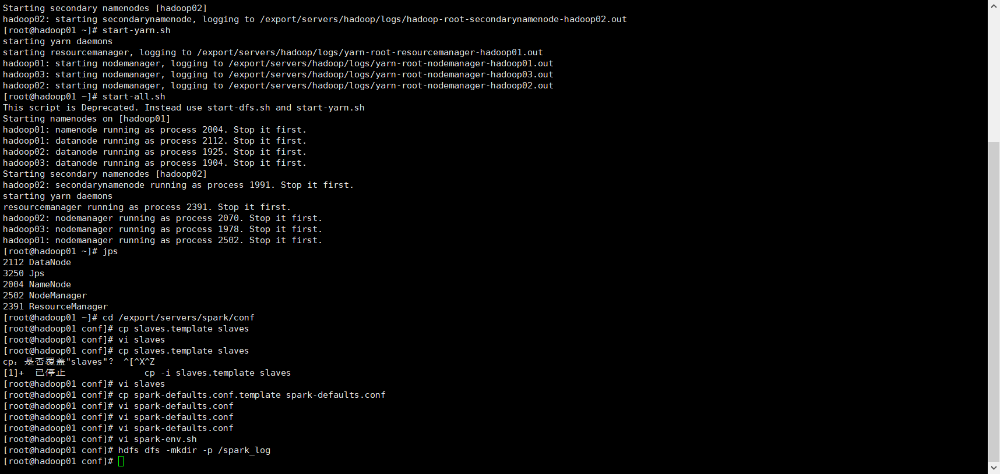 Starting secondary namenodes [hadoop02]
hadoop02: starting secondarynamenode, logging to /export/servers/hadoop/logs/hadoop-root-secondarynamenode-hadoop02.out
[root@hadoop01 ~]# start-yarn.sh
starting yarn daemons
starting resourcemanager, logging to /export/servers/hadoop/logs/yarn-root-resourcemanager-hadoop01.out
hadoop01: starting nodemanager, logging to /export/servers/hadoop/logs/yarn-root-nodemanager-hadoop01.out
hadoop03: starting nodemanager, logging to /export/servers/hadoop/logs/yarn-root-nodemanager-hadoop03.out
hadoop02: starting nodemanager, logging to /export/servers/hadoop/logs/yarn-root-nodemanager-hadoop02.out
[root@hadoop01 ~]# start-all.sh
This script is Deprecated. Instead use start-dfs.sh and start-yarn.sh
Starting namenodes on [hadoop01]
hadoop01: namenode running as process 2004. Stop it first.
hadoop01: datanode running as process 2112. Stop it first.
hadoop02: datanode running as process 1925. Stop it first.
hadoop03: datanode running as process 1904. Stop it first.
Starting secondary namenodes [hadoop02]
hadoop02: secondarynamenode running as process 1991. Stop it first.
starting yarn daemons
resourcemanager running as process 2391. Stop it first.
hadoop02: nodemanager running as process 2070. Stop it first.
hadoop03: nodemanager running as process 1978. Stop it first.
hadoop01: nodemanager running as process 2502. Stop it first.
[root@hadoop01 ~]# jps
2112 DataNode
3250 Jps
2004 NameNode
2502 NodeManager
2391 ResourceManager
[root@hadoop01 ~]# cd /export/servers/spark/conf
[root@hadoop01 conf]# cp slaves.template slaves
[root@hadoop01 conf]# vi slaves
[root@hadoop01 conf]# cp slaves.template slaves
cp：是否覆盖"slaves"？ ^[^X^Z
[1]+  已停止               cp -i slaves.template slaves
[root@hadoop01 conf]# vi slaves
[root@hadoop01 conf]# cp spark-defaults.conf.template spark-defaults.conf
[root@hadoop01 conf]# vi spark-defaults.conf
[root@hadoop01 conf]# vi spark-defaults.conf
[root@hadoop01 conf]# vi spark-defaults.conf
[root@hadoop01 conf]# vi spark-env.sh
[root@hadoop01 conf]# hdfs dfs -mkdir -p /spark_log
[root@hadoop01 conf]#